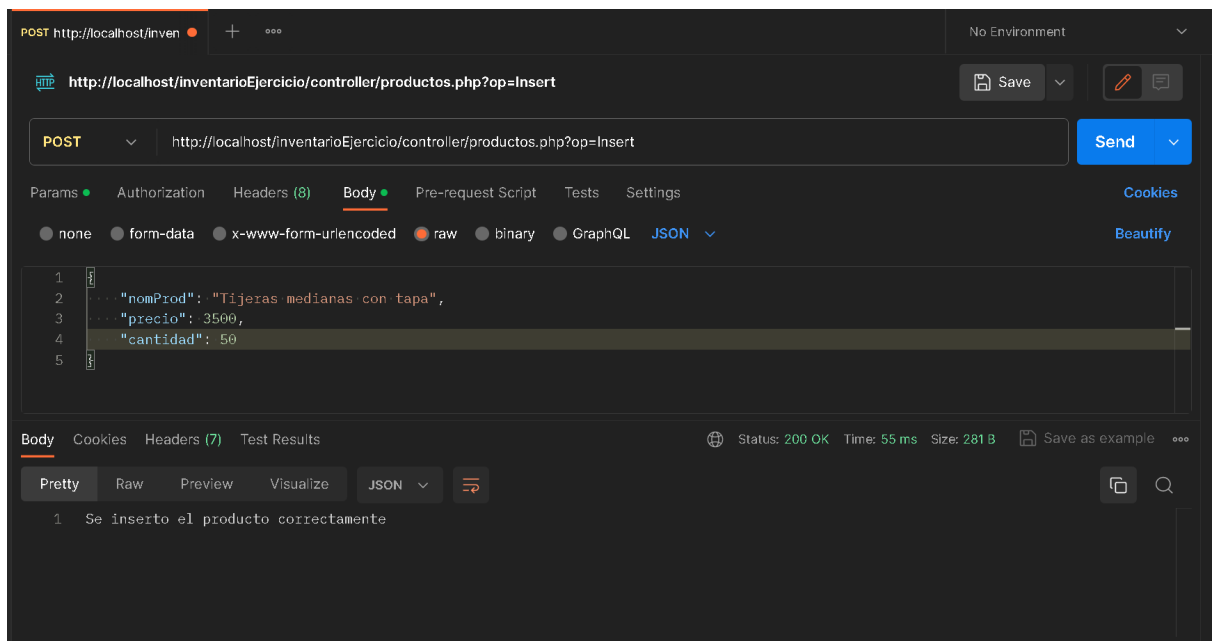 POST http://localhost/inven
No Environment
HTTP http://localhost/inventarioEjercicio/controller/productos.php?op=Insert
Save
POST http://localhost/inventarioEjercicio/controller/productos.php?op=Insert Send
Params Authorization Headers (8) Body Pre-request Script Tests Settings Cookies
none form-data x-www-form-urlencoded raw binary GraphQL JSON Beautify
1 {
2 "nomProd": "Tijeras medianas con tapa",
3 "precio": 3500,
4 "cantidad": 50
5 }
Body Cookies Headers (7) Test Results Status: 200 OK Time: 55 ms Size: 281 B Save as example
Pretty Raw Preview Visualize JSON
1 Se inserto el producto correctamente